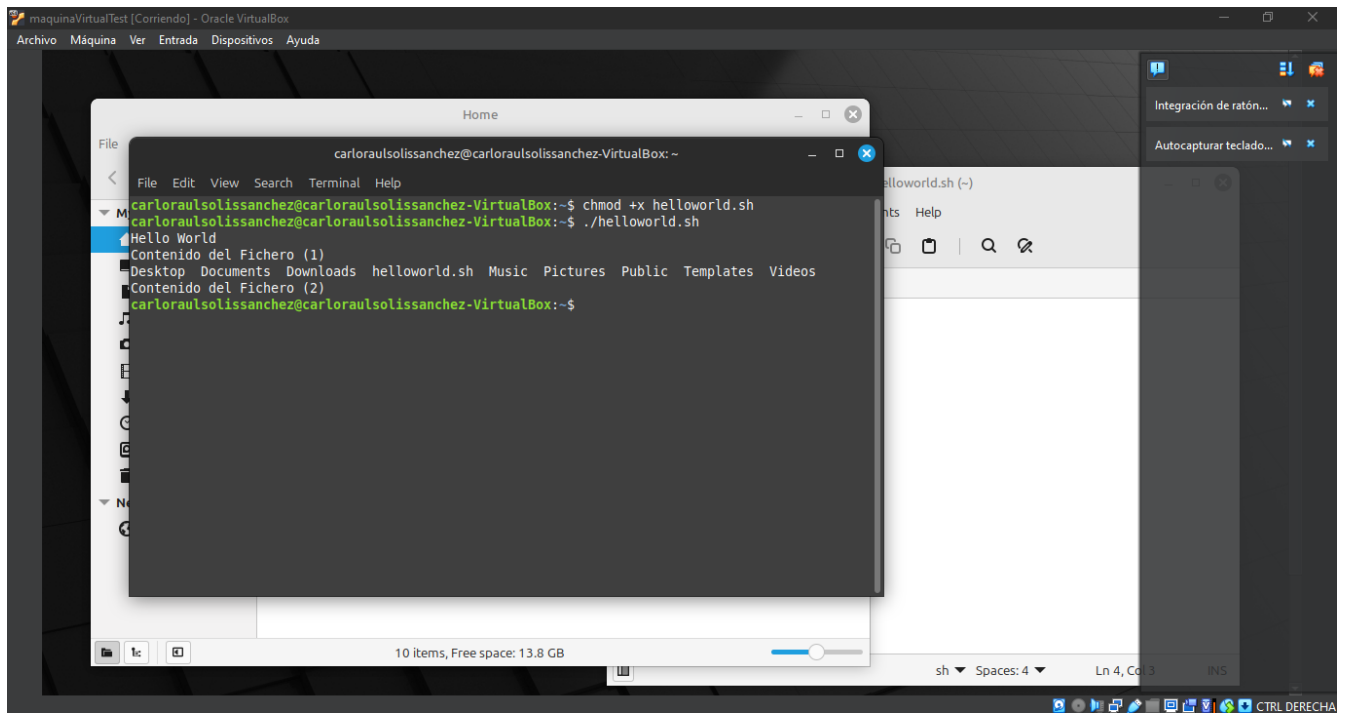 maquinaVirtualTest [Corriendo] - Oracle VirtualBox
Archivo Máquina Ver Entrada Dispositivos Ayuda
Integración de ratón...
Autocapturar teclado...
Home
File
carloraulsolissanchez@carloraulsolissanchez-VirtualBox: ~
File Edit View Search Terminal Help
carloraulsolissanchez@carloraulsolissanchez-VirtualBox:~$ chmod +x helloworld.sh
carloraulsolissanchez@carloraulsolissanchez-VirtualBox:~$ ./helloworld.sh
Hello World
Contenido del Fichero (1)
Desktop Documents Downloads helloworld.sh Music Pictures Public Templates Videos
Contenido del Fichero (2)
carloraulsolissanchez@carloraulsolissanchez-VirtualBox:~$
elloworld.sh (~)
nts Help
10 items, Free space: 13.8 GB
sh Spaces: 4 Ln 4, Col 3 INS
CTRL DERECHA